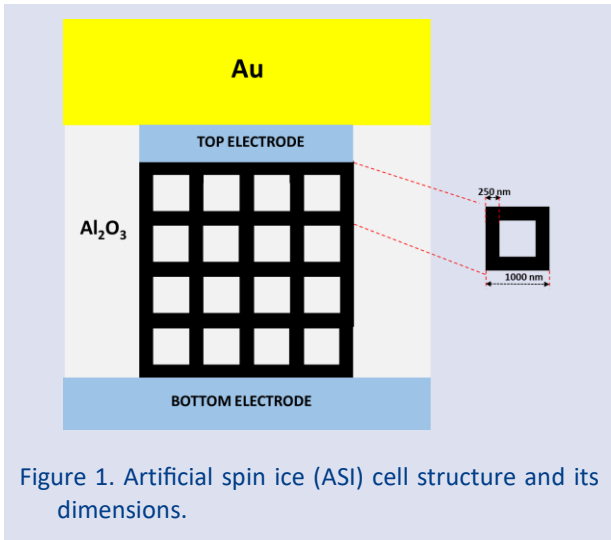 Au
TOP ELECTRODE
250 nm
Al₂O₃
1000 nm
BOTTOM ELECTRODE
Figure 1. Artificial spin ice (ASI) cell structure and its
dimensions.